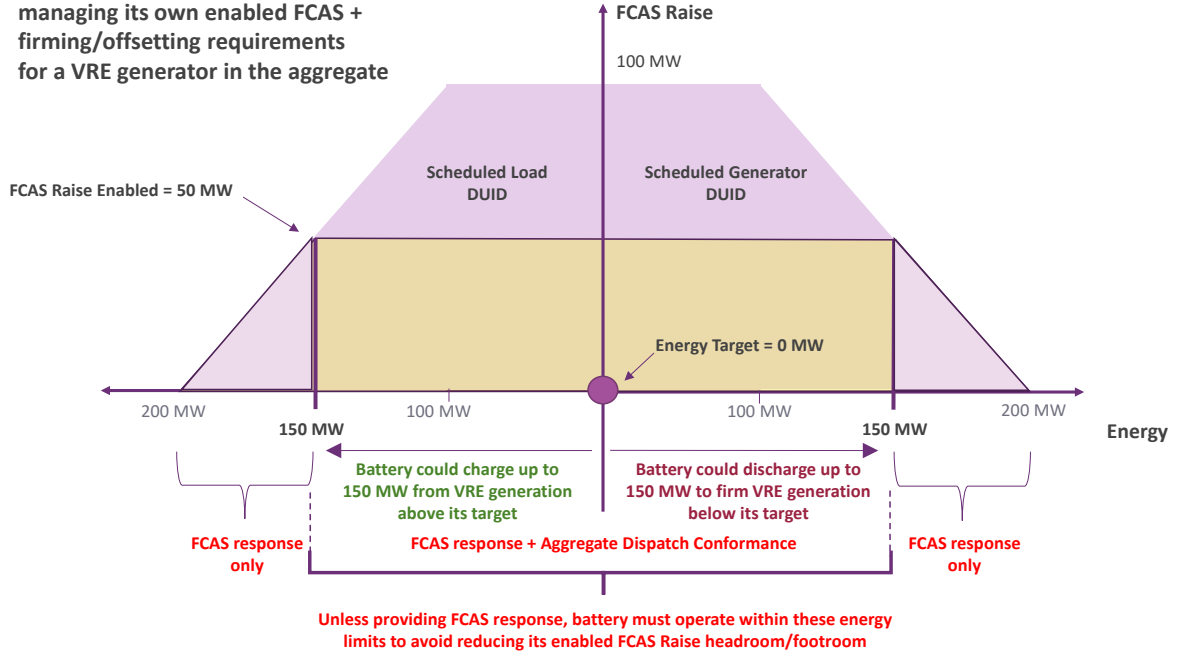 managing its own enabled FCAS +
firming/offsetting requirements
for a VRE generator in the aggregate
FCAS Raise
100 MW
Scheduled Load
DUID
Scheduled Generator
DUID
FCAS Raise Enabled = 50 MW
Energy Target = 0 MW
200 MW
150 MW
100 MW
100 MW
150 MW
200 MW
Energy
Battery could charge up to
150 MW from VRE generation
above its target
Battery could discharge up to
150 MW to firm VRE generation
below its target
FCAS response
only
FCAS response + Aggregate Dispatch Conformance
FCAS response
only
Unless providing FCAS response, battery must operate within these energy
limits to avoid reducing its enabled FCAS Raise headroom/footroom